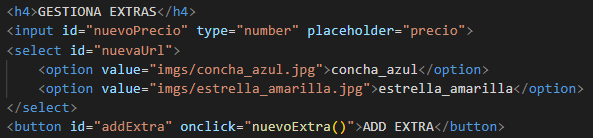 <h4>GESTIONA EXTRAS</h4>
<input id="nuevoPrecio" type="number" placeholder="precio">
<select id="nuevaUrl">
    <option value="imgs/concha_azul.jpg">concha_azul</option>
    <option value="imgs/estrella_amarilla.jpg">estrella_amarilla</option>
</select>
<button id="addExtra" onclick="nuevoExtra()">ADD EXTRA</button>